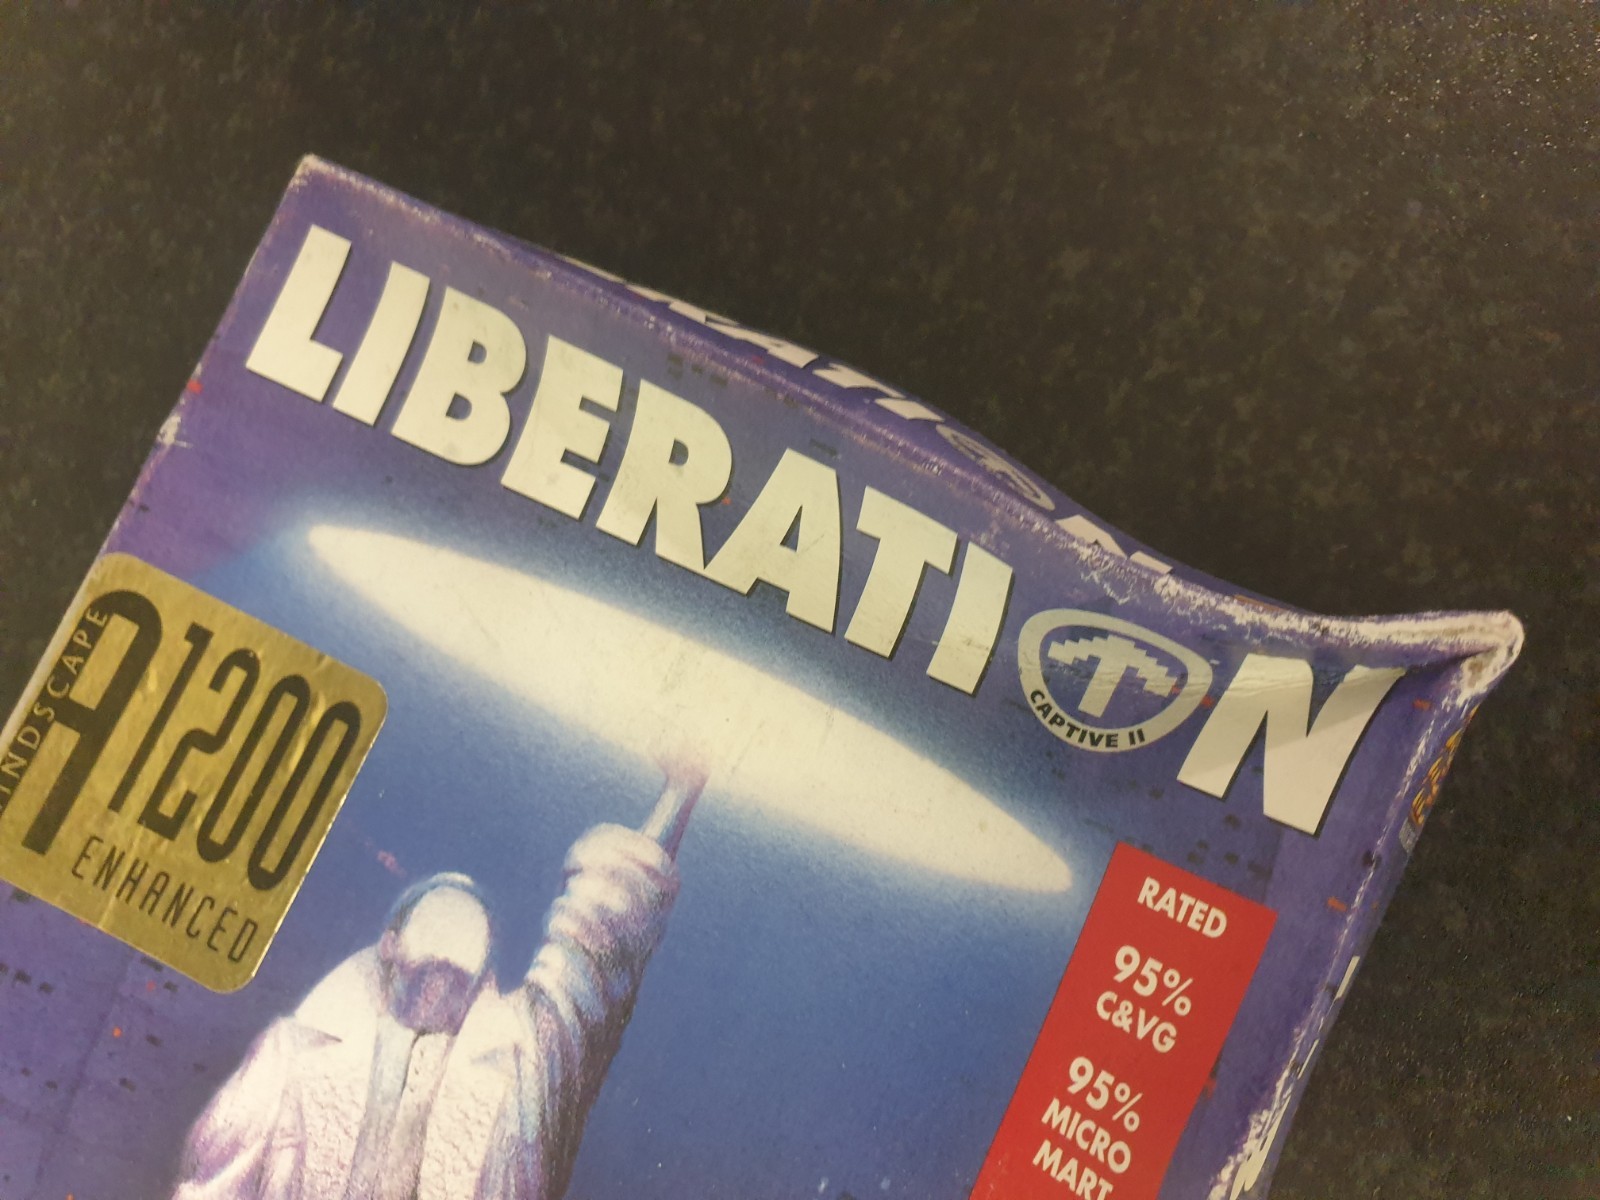 LIBERATION
CAPTIVE II
MINDSCAPE
A1200
ENHANCED
RATED
95%
C&VG
95%
MICRO
MART